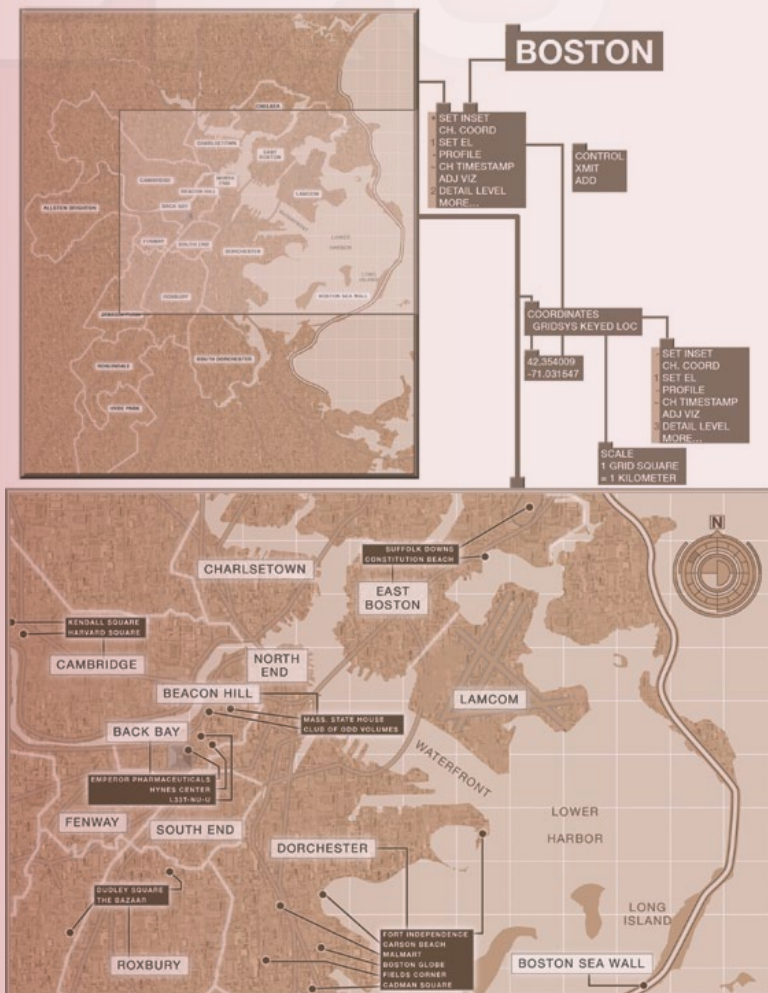 BOSTON
SET INSET
CH. COORD
SET EL
PROFILE
CH TIMESTAMP
ADJ VIZ
DETAIL LEVEL
MORE...
CONTROL
XMIT
ADD
CHELSEA
CHARLSETOWN
EAST
BOSTON
NORTH
END
CAMBRIDGE
BEACON HILL
LAMCOM
BACK BAY
ALLSTON BRIGHTON
WATERFRONT
FENWAY
SOUTH END
DORCHESTER
LOWER
HARBOR
LONG
ISLAND
ROXBURY
BOSTON SEA WALL
SOUTH DORCHESTER
ROSLINDALE
HYDE PARK
COORDINATES
GRIDSYS KEYED LOC
42.354009
-71.031547
SET INSET
CH. COORD
SET EL
PROFILE
CH TIMESTAMP
ADJ VIZ
DETAIL LEVEL
MORE...
SCALE
1 GRID SQUARE
= 1 KILOMETER
N
CHARLSETOWN
SUFFOLK DOWNS
CONSTITUTION BEACH
EAST
BOSTON
KENDALL SQUARE
HARVARD SQUARE
CAMBRIDGE
NORTH
END
BEACON HILL
LAMCOM
MASS. STATE HOUSE
CLUB OF ODD VOLUMES
BACK BAY
WATERFRONT
EMPEROR PHARMACEUTICALS
HYNES CENTER
L33T-NU-U
FENWAY
SOUTH END
LOWER
HARBOR
DORCHESTER
DUDLEY SQUARE
THE BAZAAR
LONG
ISLAND
FORT INDEPENDENCE
CARSON BEACH
MALMART
BOSTON GLOBE
FIELDS CORNER
CADMAN SQUARE
ROXBURY
BOSTON SEA WALL